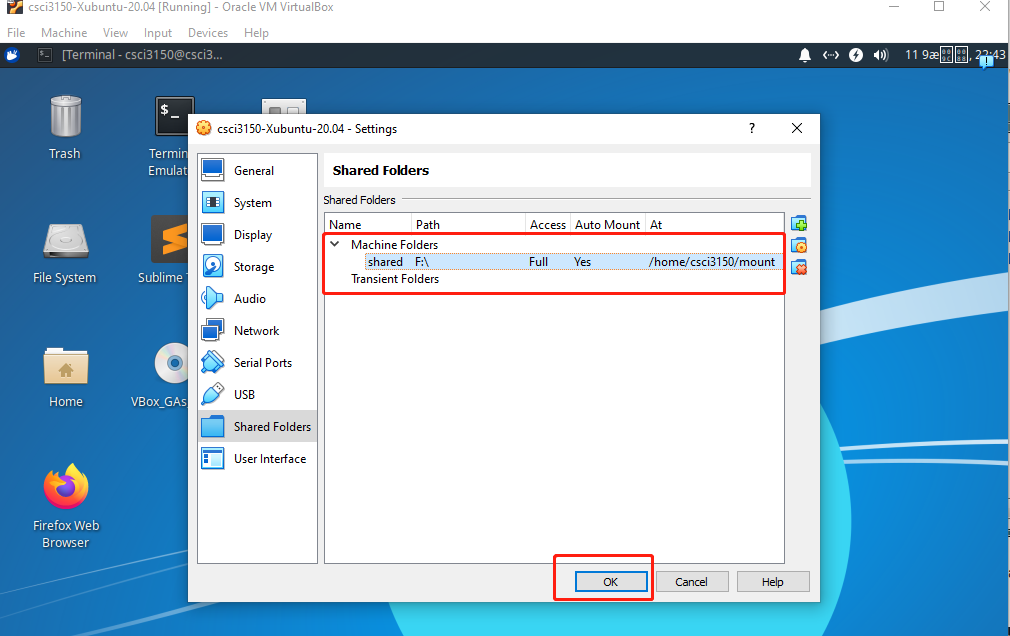 csci3150-Xubuntu-20.04 [Running] - Oracle VM VirtualBox
File Machine View Input Devices Help
[Terminal - csci3150@csci3...
11 9æ , 22:43
Trash
Termin
Emulat
File System
Sublime T
Home
VBox_GAs
Firefox Web
Browser
csci3150-Xubuntu-20.04 - Settings
?
General
System
Display
Storage
Audio
Network
Serial Ports
USB
Shared Folders
User Interface
Shared Folders
Shared Folders
Name Path Access Auto Mount At
Machine Folders
shared F:\ Full Yes /home/csci3150/mount
Transient Folders
OK Cancel Help